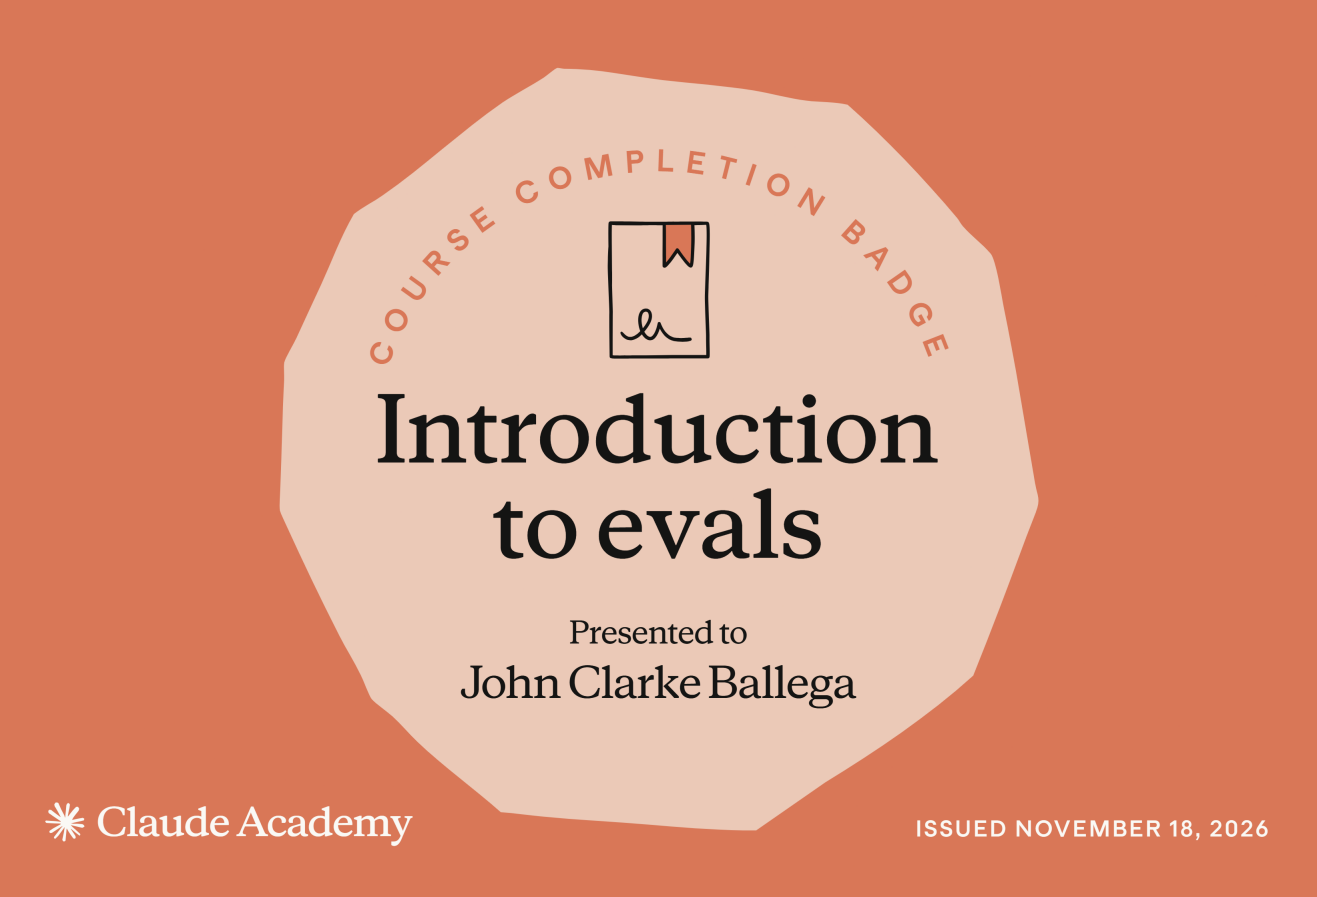 COURSE COMPLETION BADGE
Introduction
to evals
Presented to
John Clarke Ballega
Claude Academy
ISSUED NOVEMBER 18, 2026